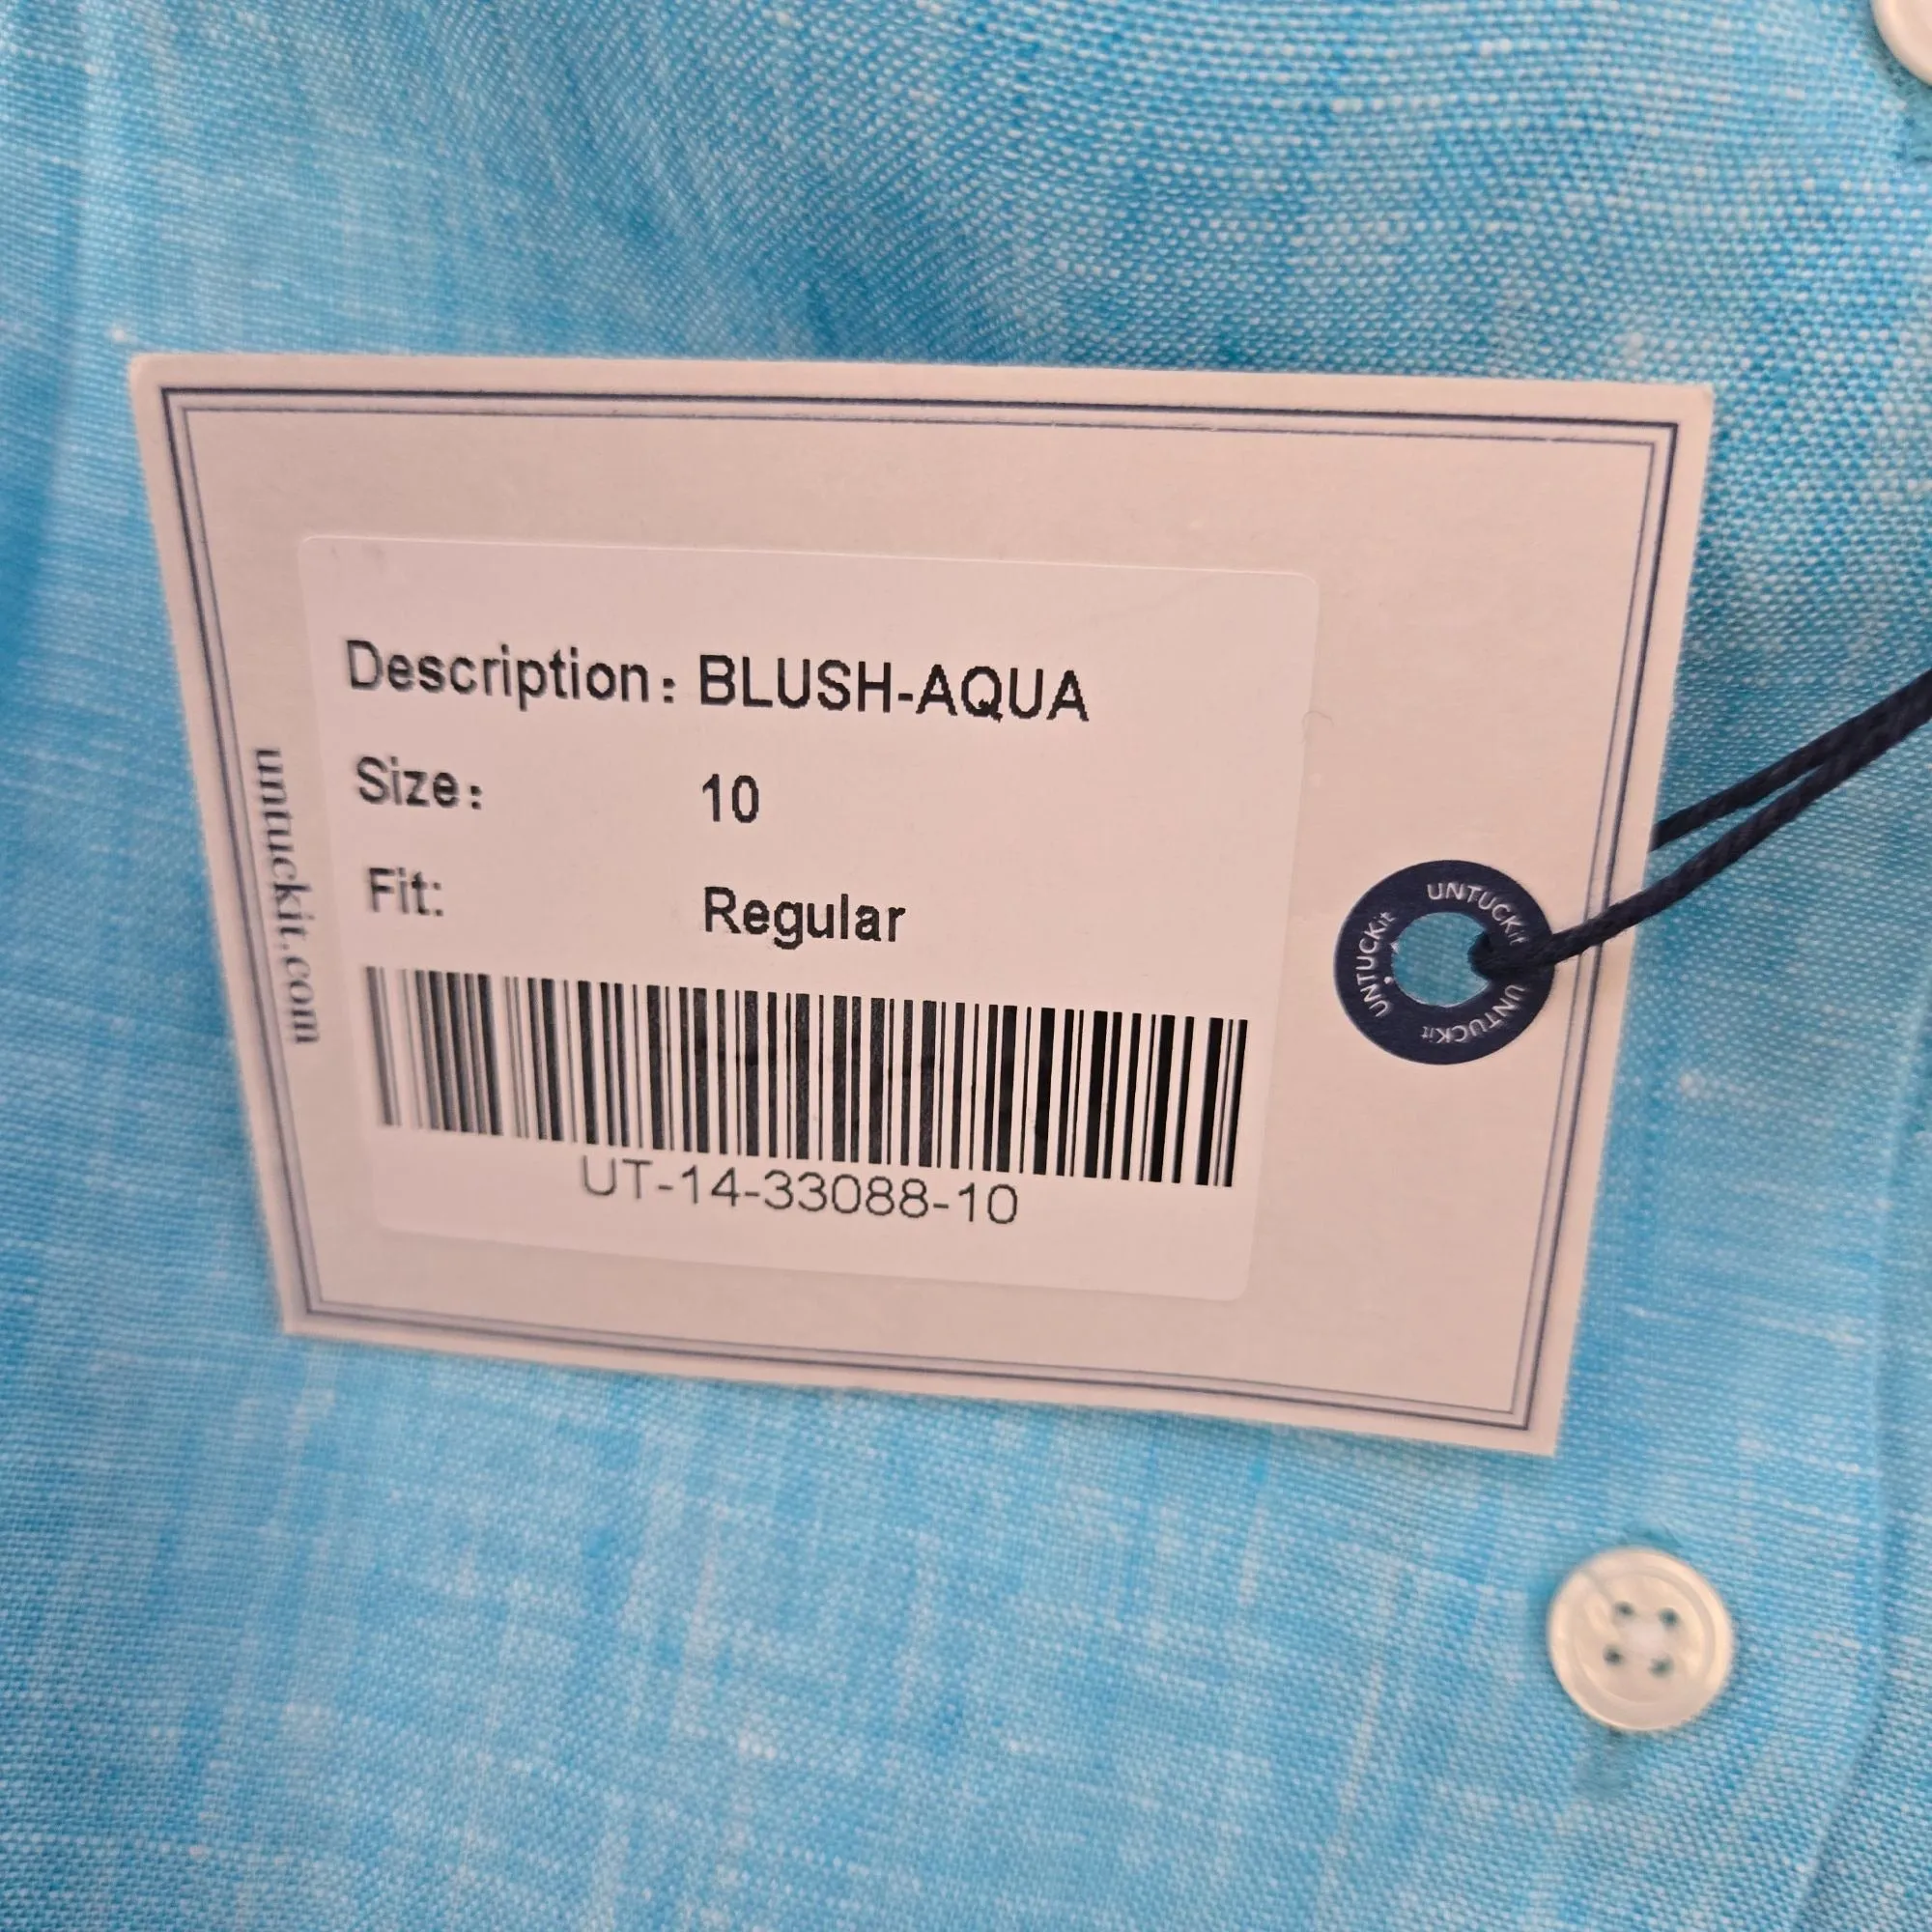 Description: BLUSH-AQUA
Size: 10
Fit: Regular
UT-14-33088-10
untuckit.com
UNTUCKit
UNTUCKit
UNTUCKit